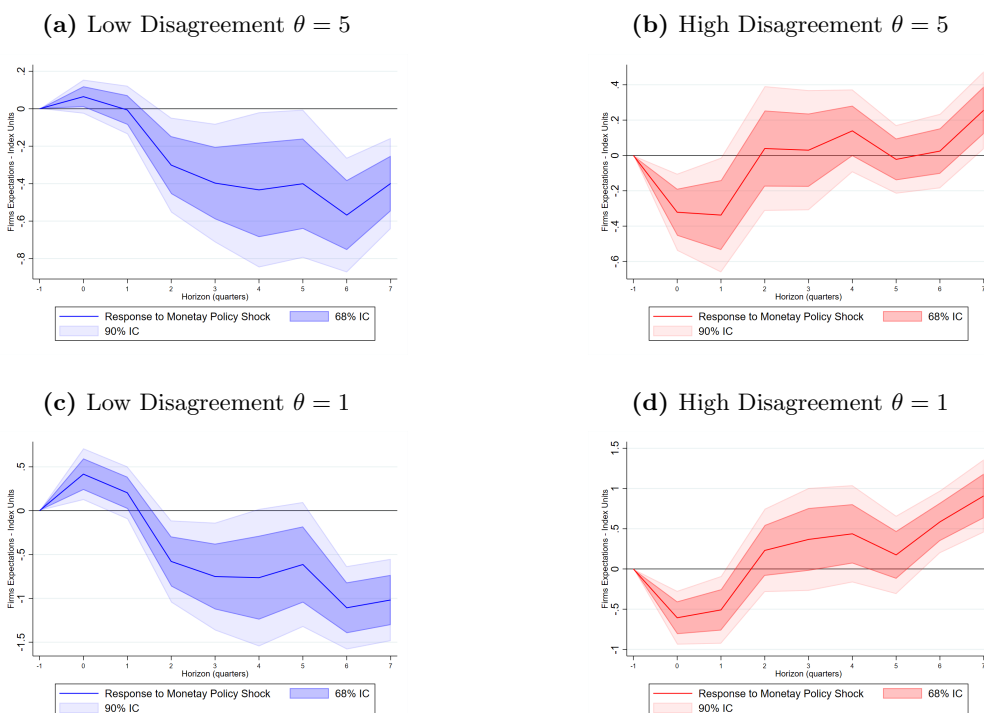 (a) Low Disagreement θ = 5
(b) High Disagreement θ = 5
Firms Expectations - Index Units
.2
0
-.2
-.4
-.6
-.8
-1 0 1 2 3 4 5 6 7
Horizon (quarters)
Response to Monetay Policy Shock 68% IC
90% IC
Firms Expectations - Index Units
.4
.2
0
-.2
-.4
-.6
-1 0 1 2 3 4 5 6 7
Horizon (quarters)
Response to Monetay Policy Shock 68% IC
90% IC
(c) Low Disagreement θ = 1
(d) High Disagreement θ = 1
Firms Expectations - Index Units
.5
0
-.5
-1
-1.5
-1 0 1 2 3 4 5 6 7
Horizon (quarters)
Response to Monetay Policy Shock 68% IC
90% IC
Firms Expectations - Index Units
1.5
1
.5
0
-.5
-1
-1 0 1 2 3 4 5 6 7
Horizon (quarters)
Response to Monetay Policy Shock 68% IC
90% IC